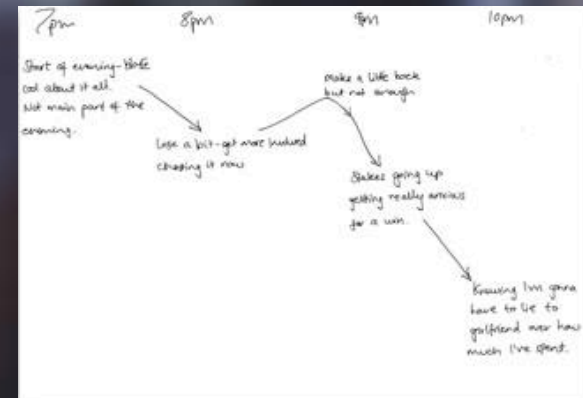 7pm 8pm 9pm 10pm
Start of evening - 
cool about it all.
Not main part of the
evening.
Lose a bit - get more involved
chasing it now
make a little back
but not enough
Stakes going up
getting really anxious
for a win.
Knowing I'm gonna
have to lie to
girlfriend over how
much I've spent.